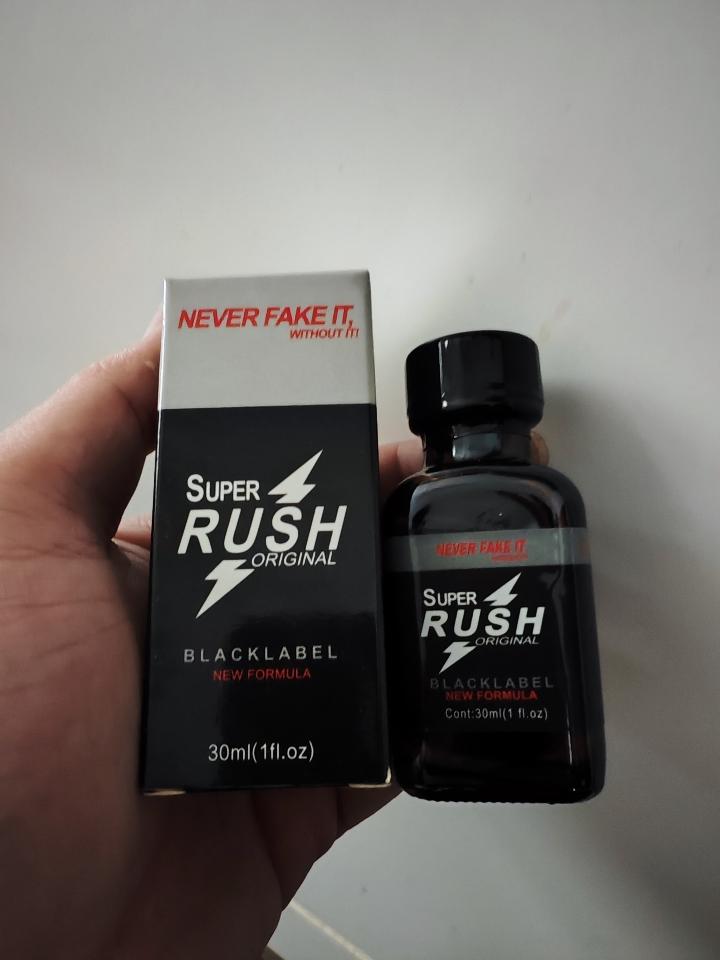 NEVER FAKE IT,
WITHOUT IT!
SUPER
RUSH
ORIGINAL
BLACKLABEL
NEW FORMULA
30ml(1fl.oz)
NEVER FAKE IT,
SUPER
RUSH
ORIGINAL
BLACKLABEL
NEW FORMULA
Cont:30ml(1 fl.oz)